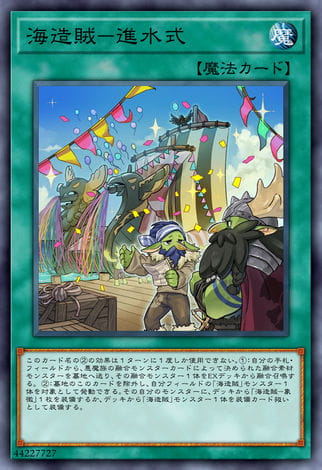 海造賊-進水式
魔
【魔法カード】
このカード名の②の効果は1ターンに1度しか使用できない。①:自分の手札・
フィールドから、悪魔族の融合モンスターカードによって決められた融合素材
モンスターを墓地へ送り、その融合モンスター1体をEXデッキから融合召喚す
る。②:墓地のこのカードを除外し、自分フィールドの「海造賊」モンスター1
体を対象として発動できる。その自分のモンスターに、デッキから「海造賊-象
徴」1枚を装備するか、デッキから「海造賊」モンスター1体を装備カード扱い
として装備する。
44227727